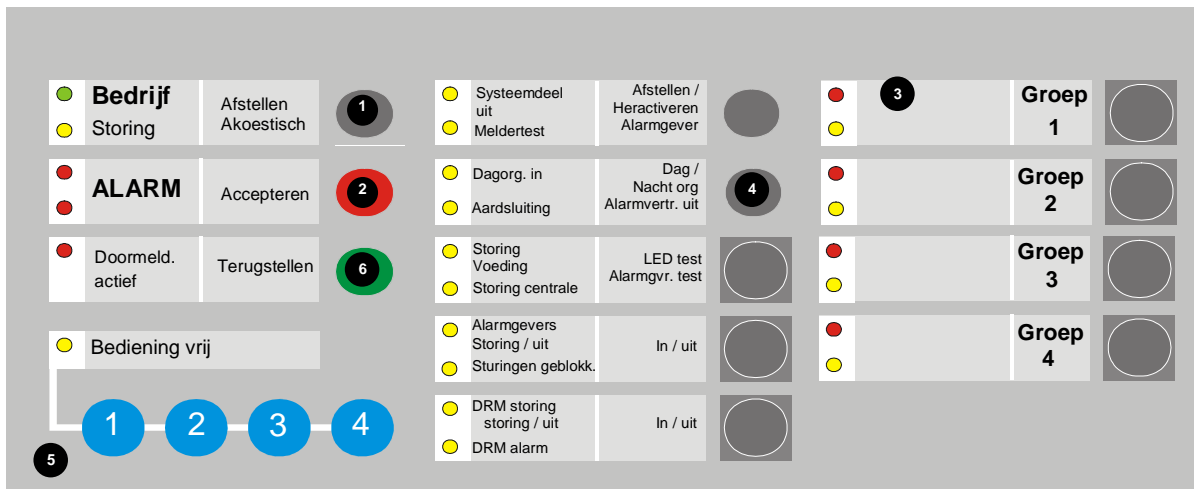 Bedrijf
Storing
Afstellen
Akoestisch
1
ALARM
Accepteren
2
Doormeld.
actief
Terugstellen
6
Bediening vrij
1
2
3
4
5
Systeemdeel
uit
Meldertest
Afstellen /
Heractiveren
Alarmgever
Dagorg. in
Aardsluiting
Dag /
Nacht org
Alarmvertr. uit
4
Storing
Voeding
Storing centrale
LED test
Alarmgvr. test
Alarmgevers
Storing / uit
Sturingen geblokk.
In / uit
DRM storing
storing / uit
DRM alarm
In / uit
3
Groep
1
Groep
2
Groep
3
Groep
4